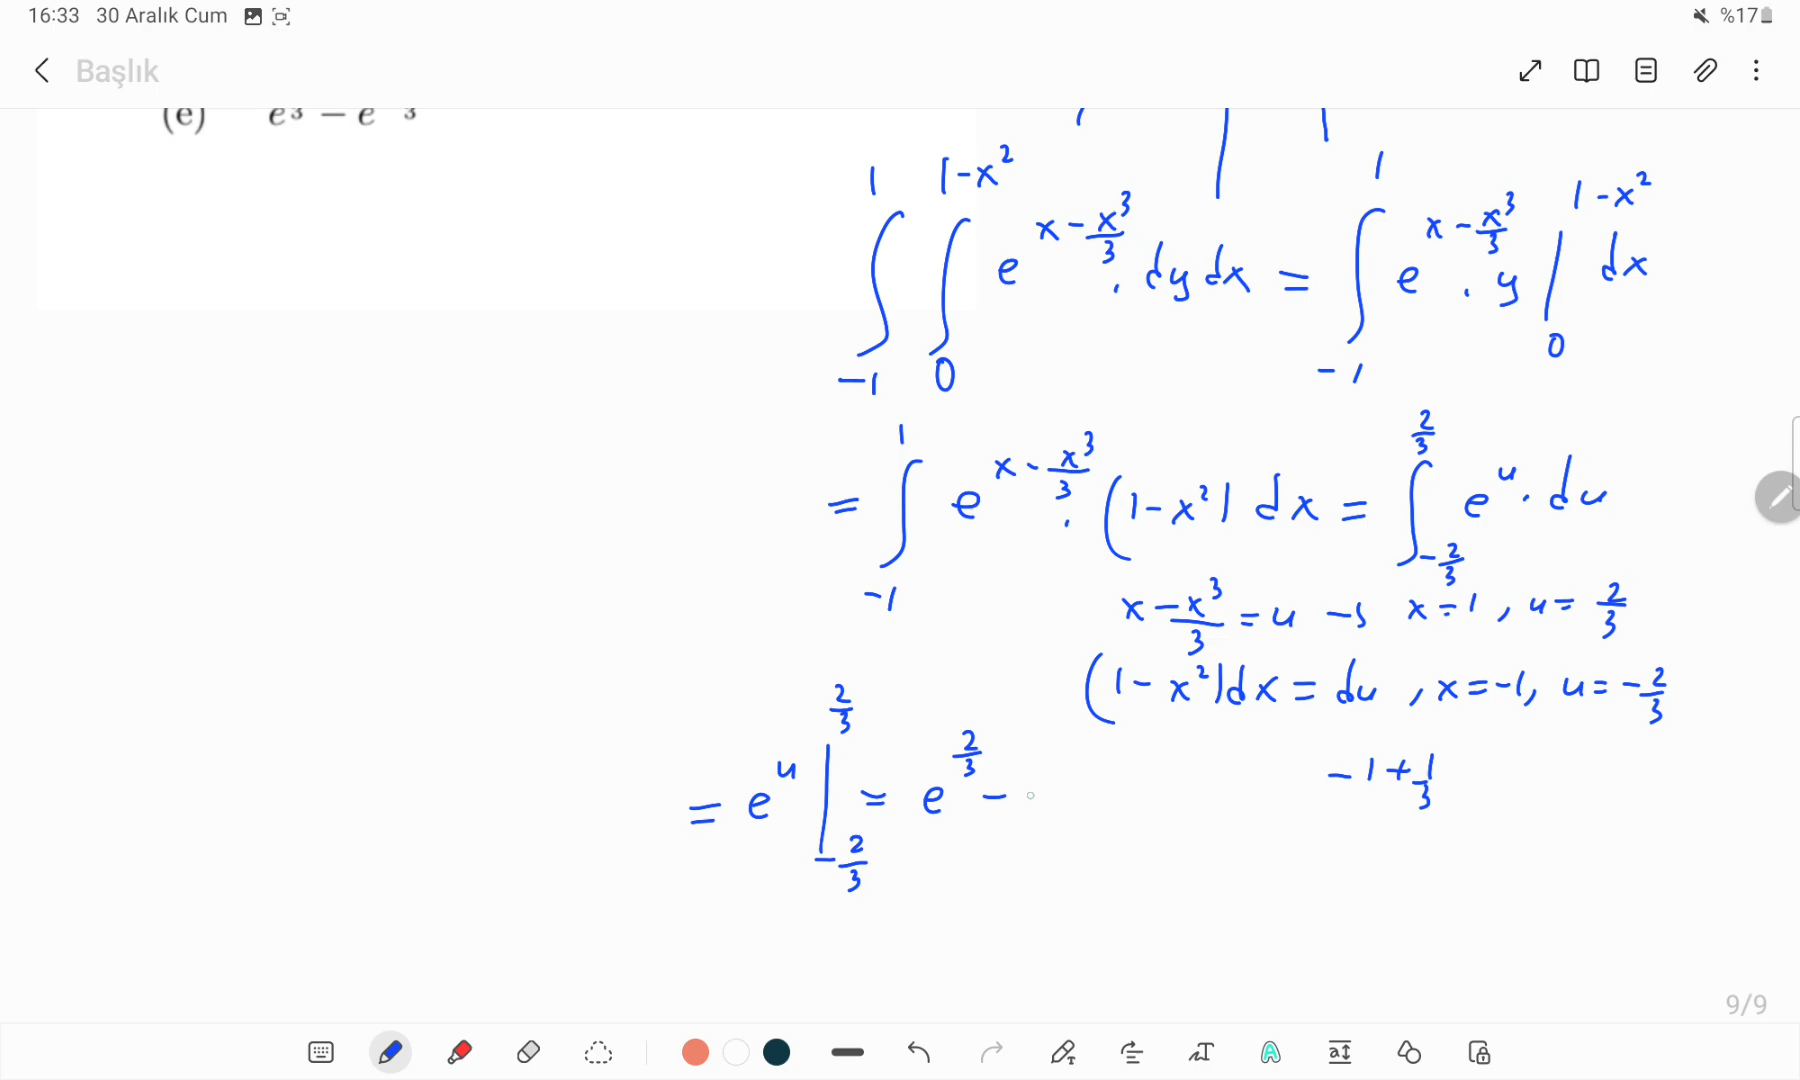 16:33 30 Aralık Cum %17
Başlık
(e) e³ − e ³
∫_{-1}^{1} ∫_{0}^{1-x²} e^{x - x³/3} . dy dx = ∫_{-1}^{1} e^{x - x³/3} . y |_{0}^{1-x²} dx
= ∫_{-1}^{1} e^{x - x³/3} . (1-x²) dx = ∫_{-2/3}^{2/3} e^u . du
x - x³/3 = u → x = 1 , u = 2/3
(1-x²)dx = du , x = -1, u = -2/3
-1 + 1/3
= e^u |_{-2/3}^{2/3} = e^{2/3} -
9/9